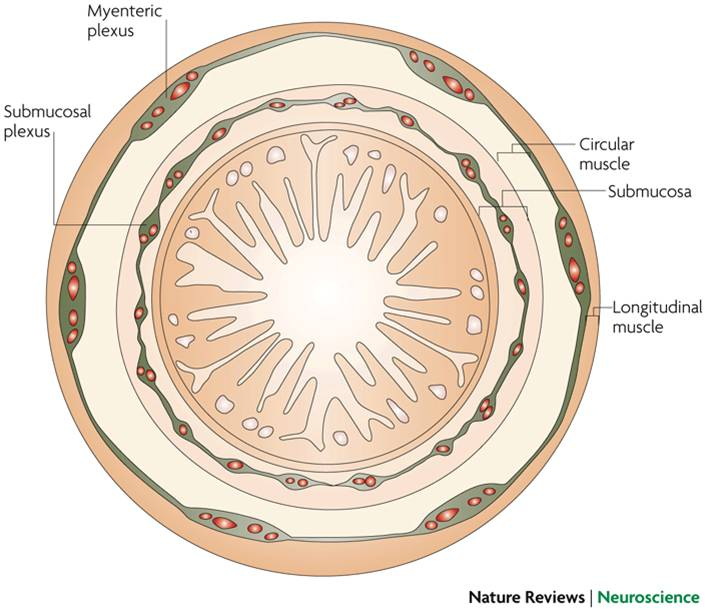 Myenteric
plexus
Submucosal
plexus
Circular
muscle
Submucosa
Longitudinal
muscle
Nature Reviews | Neuroscience